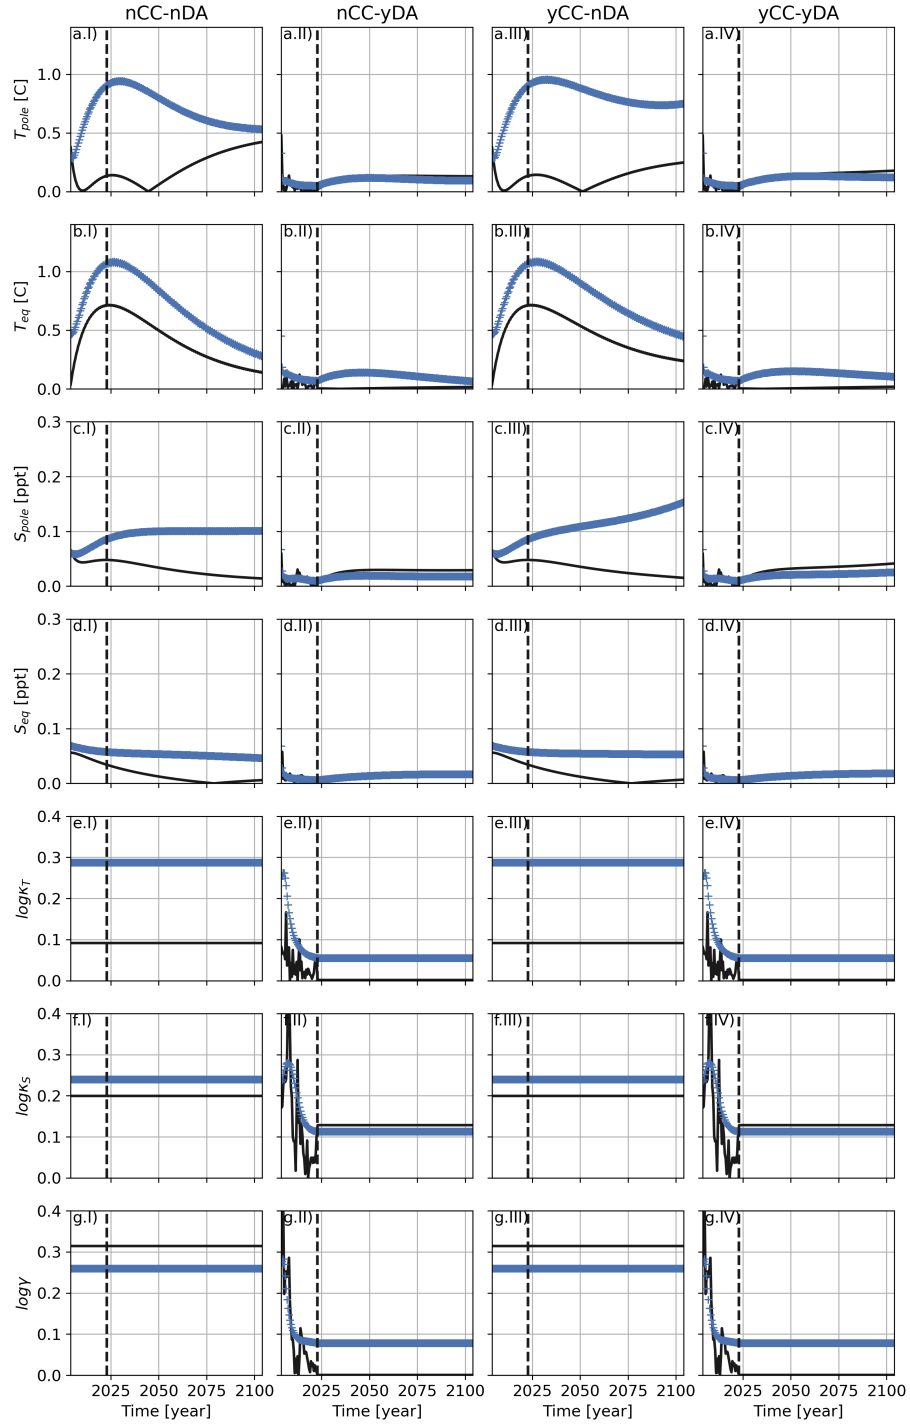 nCC-nDA nCC-yDA yCC-nDA yCC-yDA
a.I) a.II) a.III) a.IV)
T_pole [C]
1.0
0.5
0.0
b.I) b.II) b.III) b.IV)
T_eq [C]
1.0
0.5
0.0
c.I) c.II) c.III) c.IV)
S_pole [ppt]
0.3
0.2
0.1
0.0
d.I) d.II) d.III) d.IV)
S_eq [ppt]
0.3
0.2
0.1
0.0
e.I) e.II) e.III) e.IV)
logκ_T
0.4
0.3
0.2
0.1
0.0
f.I) f.II) f.III) f.IV)
logκ_S
0.4
0.3
0.2
0.1
0.0
g.I) g.II) g.III) g.IV)
logγ
0.4
0.3
0.2
0.1
0.0
2025 2050 2075 2100 2025 2050 2075 2100 2025 2050 2075 2100 2025 2050 2075 2100
Time [year] Time [year] Time [year] Time [year]